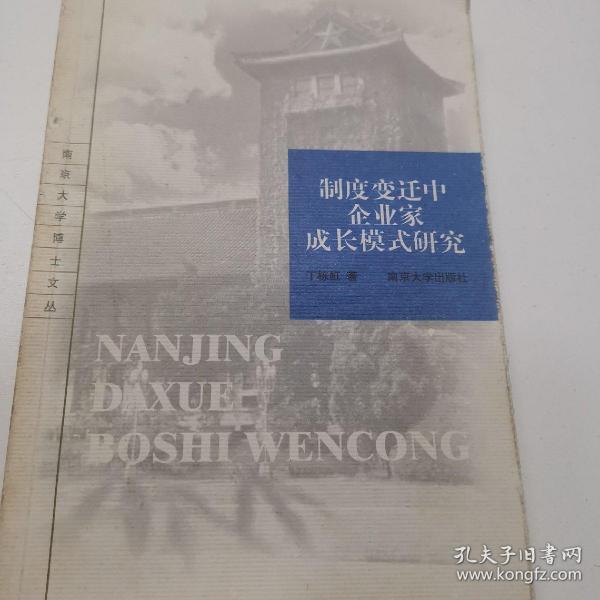 南京大学博士文丛
制度变迁中
企业家
成长模式研究
丁栋虹 著 南京大学出版社
NANJING
DAXUE
BOSHI WENCONG
孔夫子旧书网
www.kongfz.com